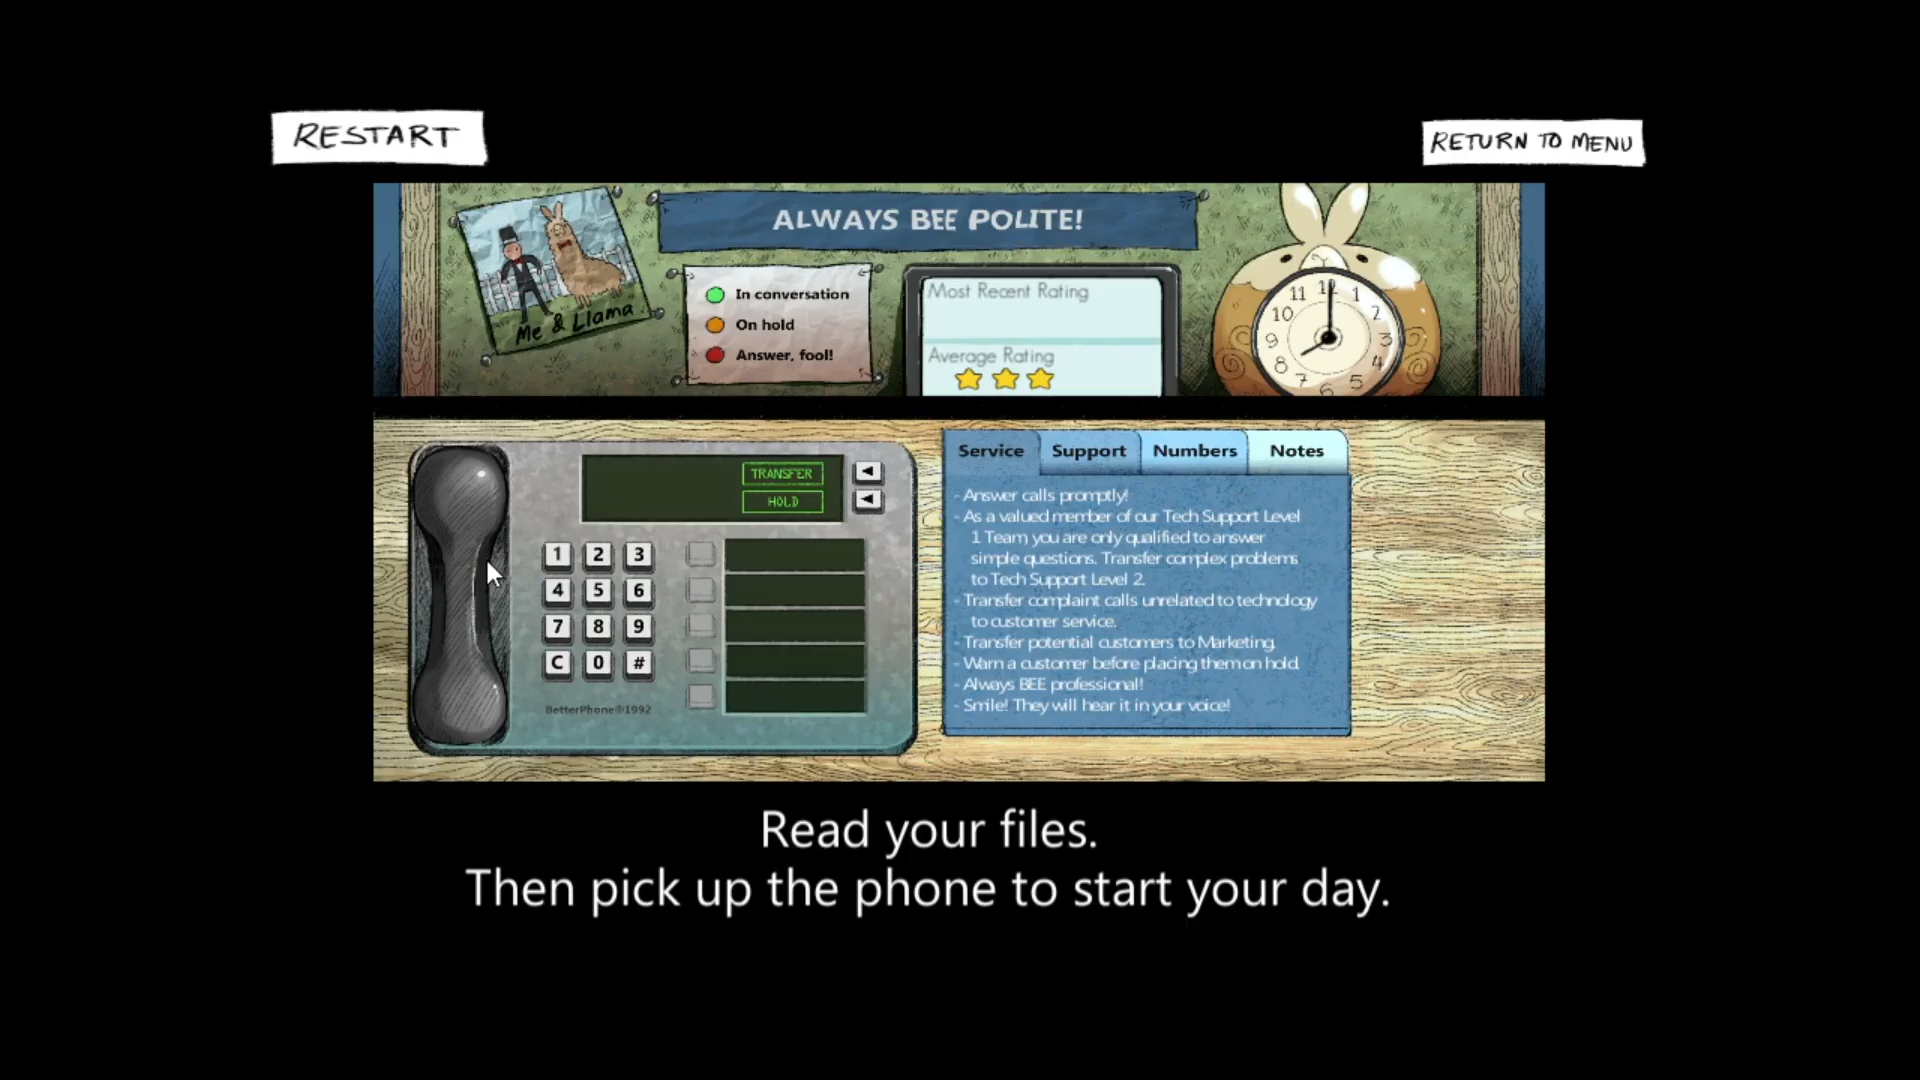 RESTART
RETURN TO MENU
ALWAYS BEE POLITE!
Me & Llama
In conversation
On hold
Answer, fool!
Most Recent Rating
Average Rating
12
1
2
3
4
5
6
7
8
9
10
11
TRANSFER
HOLD
1 2 3
4 5 6
7 8 9
C 0 #
BetterPhone©1992
Service Support Numbers Notes
- Answer calls promptly!
- As a valued member of our Tech Support Level
1 Team, you are only qualified to answer
simple questions. Transfer complex problems
to Tech Support Level 2.
- Transfer complaint calls unrelated to technology
to customer service.
- Transfer potential customers to Marketing.
- Warn a customer before placing them on hold.
- Always BEE professional!
- Smile! They will hear it in your voice!
Read your files.
Then pick up the phone to start your day.